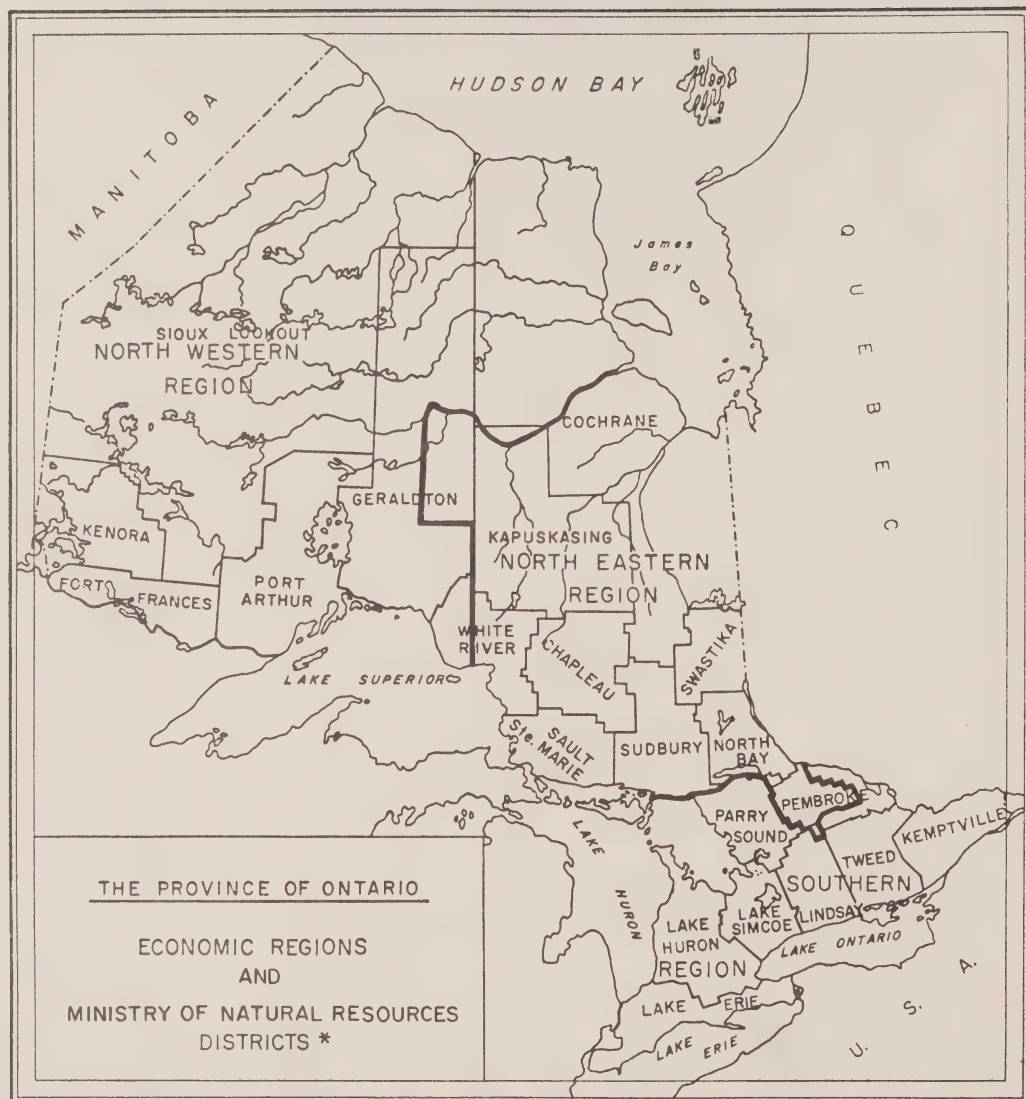 HUDSON BAY
MANITOBA
James
Bay
QUEBEC
SIOUX LOOKOUT
NORTH WESTERN
REGION
COCHRANE
GERALDTON
KENORA
KAPUSKASING
NORTH EASTERN
REGION
FORT FRANCES
PORT
ARTHUR
WHITE
RIVER
CHAPLEAU
SWASTIKA
LAKE SUPERIOR
SAULT
Ste. MARIE
SUDBURY
NORTH
BAY
PEMBROKE
PARRY
SOUND
KEMPTVILLE
TWEED
SOUTHERN
LAKE
HURON
LAKE
SIMCOE
LINDSAY
LAKE
HURON
REGION
LAKE ONTARIO
LAKE ERIE
LAKE ERIE
U. S. A.
THE PROVINCE OF ONTARIO
ECONOMIC REGIONS
AND
MINISTRY OF NATURAL RESOURCES
DISTRICTS *